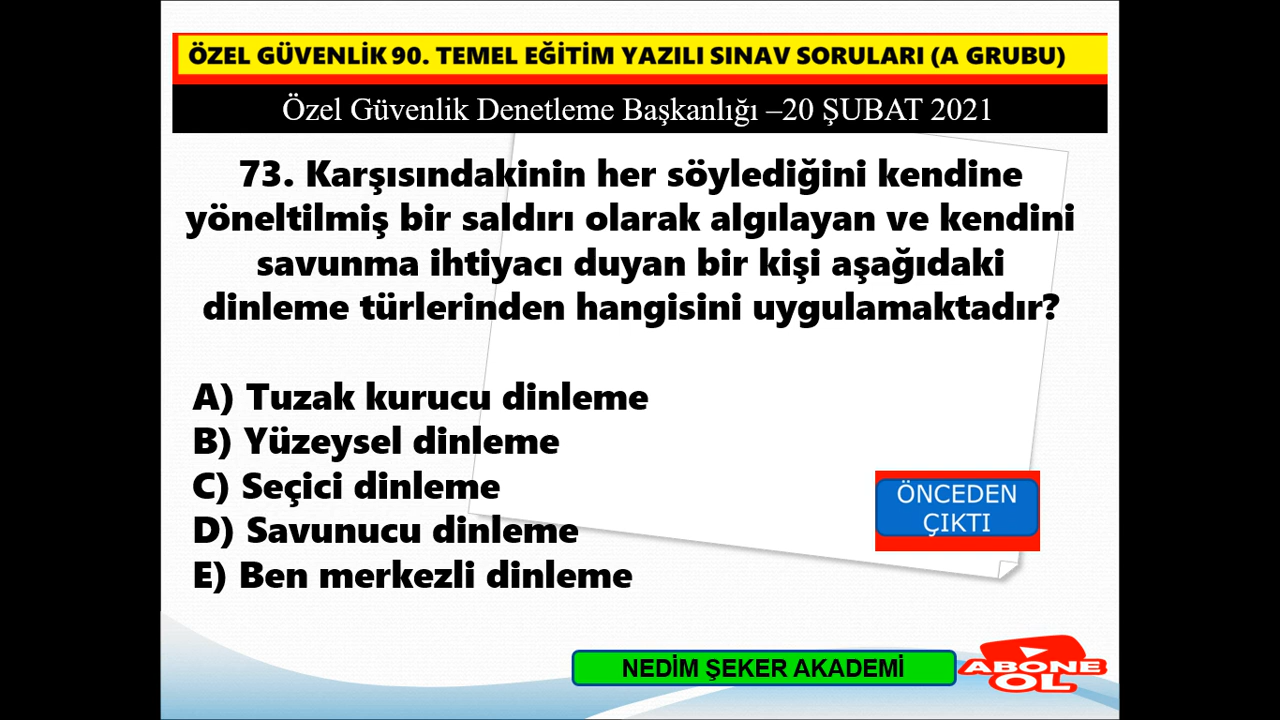 ÖZEL GÜVENLİK 90. TEMEL EĞİTİM YAZILI SINAV SORULARI (A GRUBU)
Özel Güvenlik Denetleme Başkanlığı –20 ŞUBAT 2021
73. Karşısındakinin her söylediğini kendine
yöneltilmiş bir saldırı olarak algılayan ve kendini
savunma ihtiyacı duyan bir kişi aşağıdaki
dinleme türlerinden hangisini uygulamaktadır?
A) Tuzak kurucu dinleme
B) Yüzeysel dinleme
C) Seçici dinleme
D) Savunucu dinleme
E) Ben merkezli dinleme
ÖNCEDEN
ÇIKTI
NEDİM ŞEKER AKADEMİ
ABONE
OL